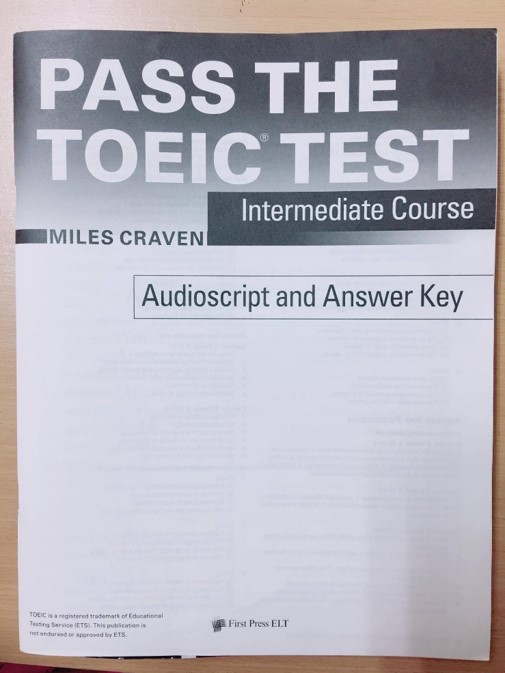 PASS THE
TOEIC® TEST
Intermediate Course
MILES CRAVEN
Audioscript and Answer Key
TOEIC is a registered trademark of Educational
Testing Service (ETS). This publication is
not endorsed or approved by ETS.
First Press ELT